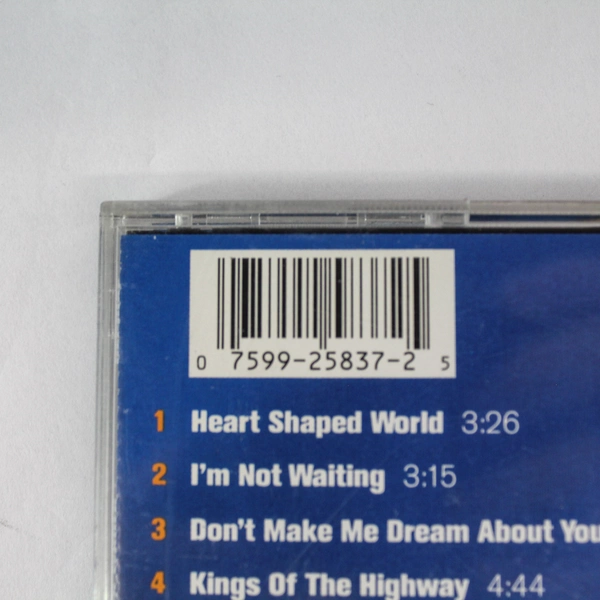 0 7599-25837-2 5
1 Heart Shaped World 3:26
2 I'm Not Waiting 3:15
3 Don't Make Me Dream About You
4 Kings Of The Highway 4:44